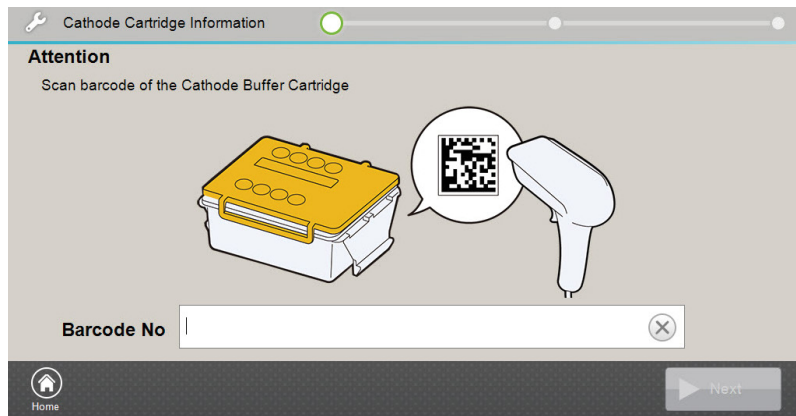 Cathode Cartridge Information
Attention
Scan barcode of the Cathode Buffer Cartridge
Barcode No
Home
Next